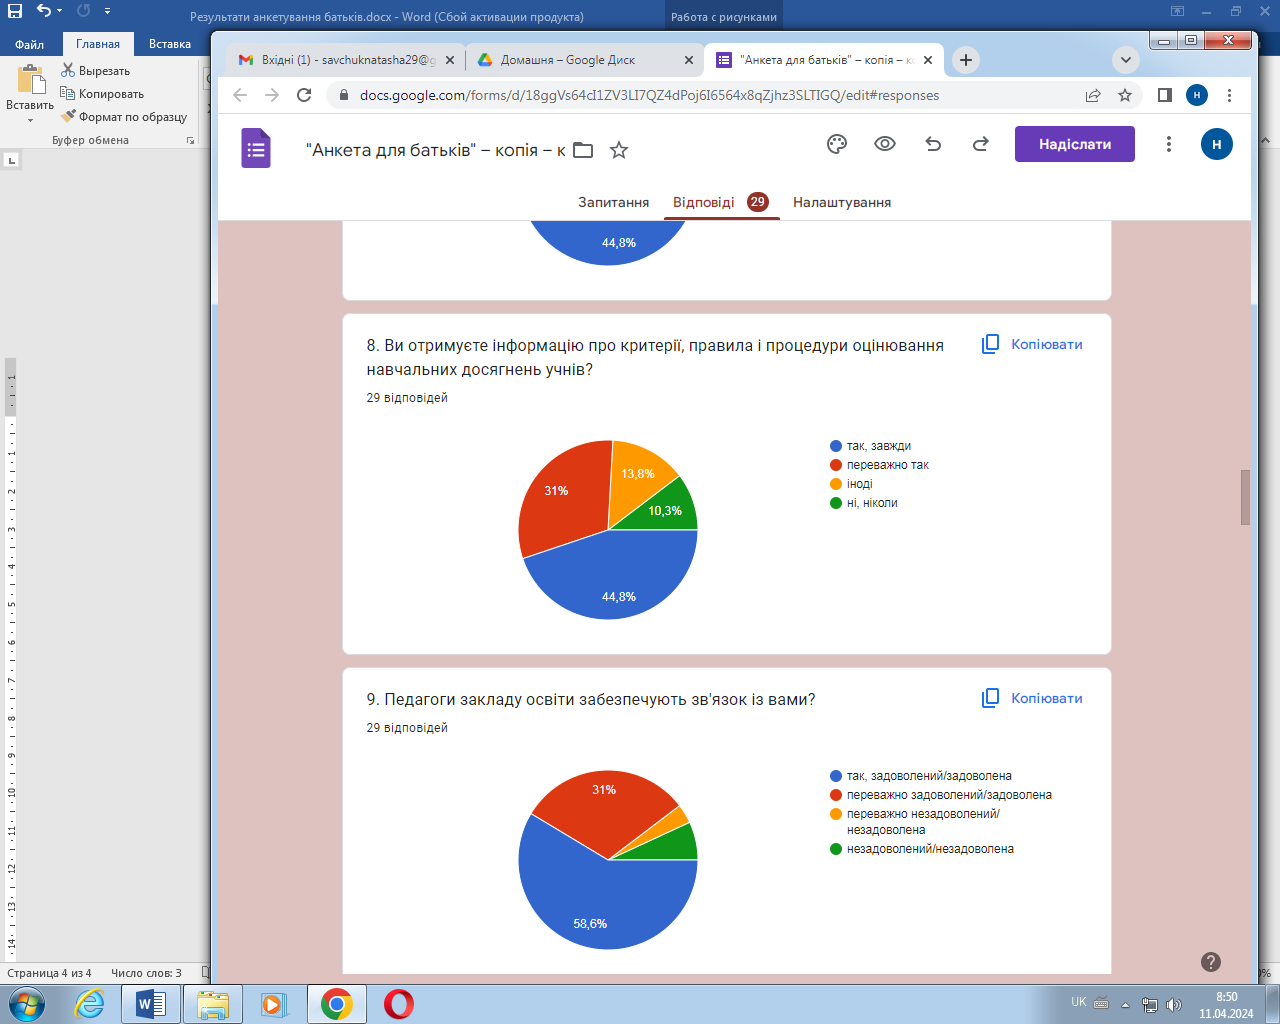 Результати анкетування батьків.docx - Word (Сбой активации продукта)
Работа с рисунками
Файл
Главная
Вставка
Вырезать
Копировать
Формат по образцу
Вставить
Буфер обмена
Вхідні (1) - savchuknatasha29@g
Домашня – Google Диск
"Анкета для батьків" – копія – ко
docs.google.com/forms/d/18ggVs64cI1ZV3LI7QZ4dPoj6I6564x8qZjhz3SLTIGQ/edit#responses
"Анкета для батьків" – копія – к
Надіслати
н
Запитання
Відповіді 29
Налаштування
44,8%
8. Ви отримуєте інформацію про критерії, правила і процедури оцінювання
навчальних досягнень учнів?
Копіювати
29 відповідей
13,8%
31%
10,3%
44,8%
так, завжди
переважно так
іноді
ні, ніколи
9. Педагоги закладу освіти забезпечують зв'язок із вами?
Копіювати
29 відповідей
31%
58,6%
так, задоволений/задоволена
переважно задоволений/задоволена
переважно незадоволений/
незадоволена
незадоволений/незадоволена
Страница 4 из 4
Число слов: 3
UK
8:50
11.04.2024